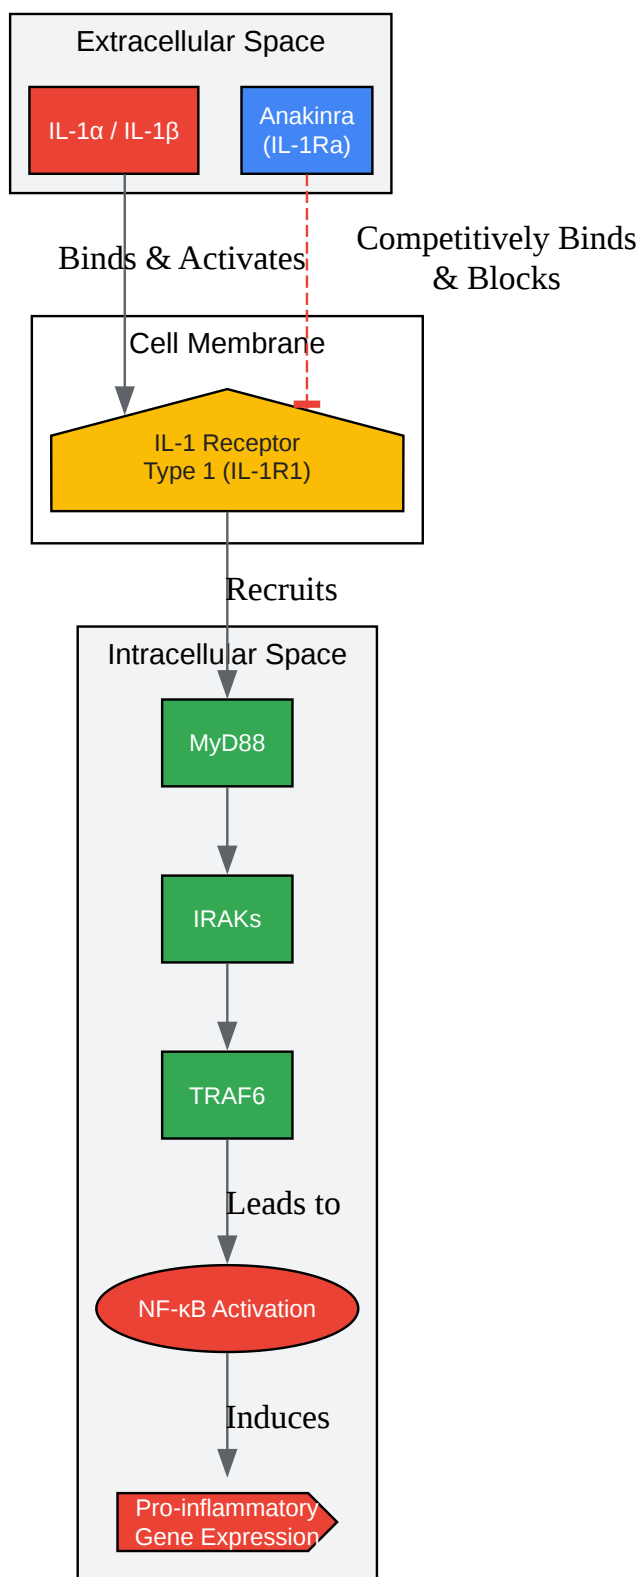 Extracellular Space
IL-1α / IL-1β
Anakinra
(IL-1Ra)
Binds & Activates
Competitively Binds
& Blocks
Cell Membrane
IL-1 Receptor
Type 1 (IL-1R1)
Recruits
Intracellular Space
MyD88
IRAKs
TRAF6
Leads to
NF-κB Activation
Induces
Pro-inflammatory
Gene Expression